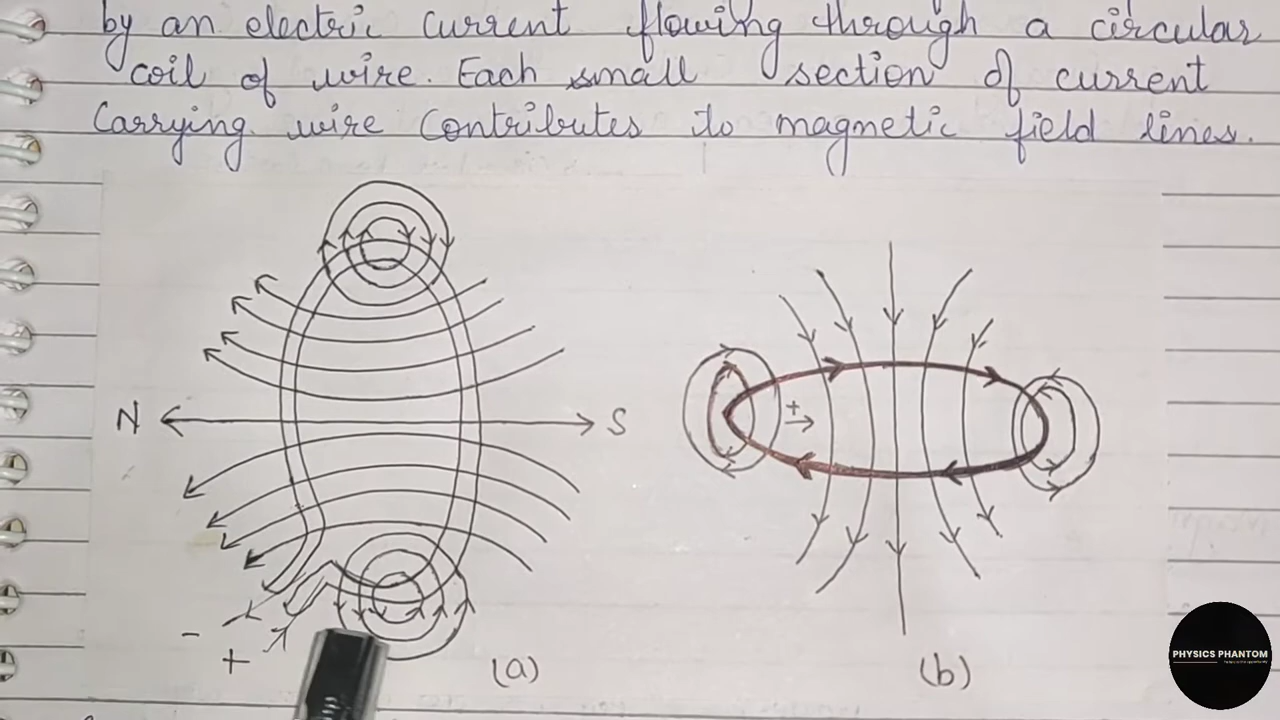 by an electric current flowing through a circular
coil of wire. Each small section of current
Carrying wire Contributes to magnetic field lines.
N
S
+
-
+
(a)
(b)
PHYSICS PHANTOM